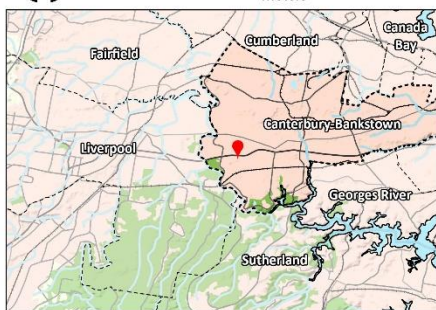 Cumberland
Canada
Bay
Fairfield
Canterbury-Bankstown
Liverpool
Georges River
Sutherland